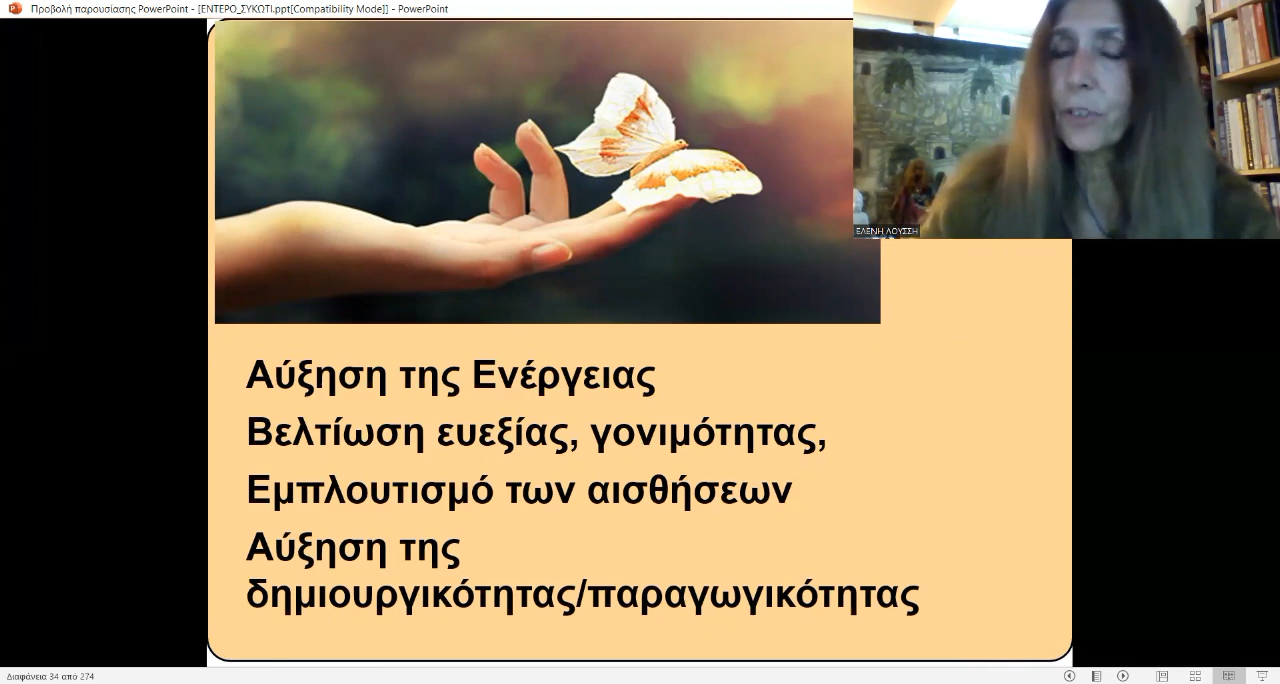 Προβολή παρουσίασης PowerPoint - [ΕΝΤΕΡΟ_ΣΥΚΩΤΙ.ppt[Compatibility Mode]] - PowerPoint
ΕΛΕΝΗ ΛΟΥΣΣΗ
Αύξηση της Ενέργειας
Βελτίωση ευεξίας, γονιμότητας,
Εμπλουτισμό των αισθήσεων
Αύξηση της
δημιουργικότητας/παραγωγικότητας
Διαφάνεια 34 από 274